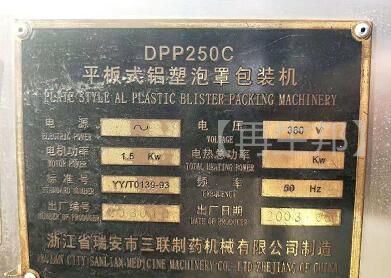 DPP250C
平板式铝塑泡罩包装机
PLATE STYLE AL PLASTIC BLISTER PACKING MACHINERY
电源 ～ 电压 380 V
ELECTRIC POWER VOLTAGE
电机功率 1.5 Kw 电热总功率 Kw
MOTOR POWER TOTAL HEATING POWER
标准号 YY/T0139-93 频率 50 Hz
STANDARD NUMBER FREQUENCY
出厂编号 出厂日期 2003
NUMBER OF PRODUCER DATE OF PRODUCER
浙江省瑞安市三联制药机械有限公司制造
CITY SANLIAN MEDICINE MACHINERY CO. LTD ZHEJIANG OF CHINA